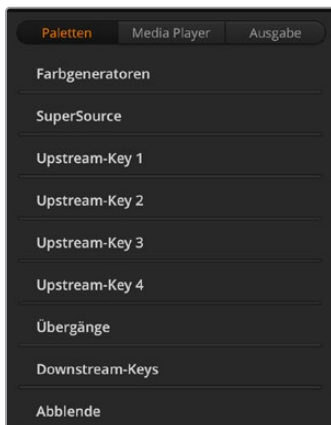 Paletten Media Player Ausgabe
Farbgeneratoren
SuperSource
Upstream-Key 1
Upstream-Key 2
Upstream-Key 3
Upstream-Key 4
Übergänge
Downstream-Keys
Abblende